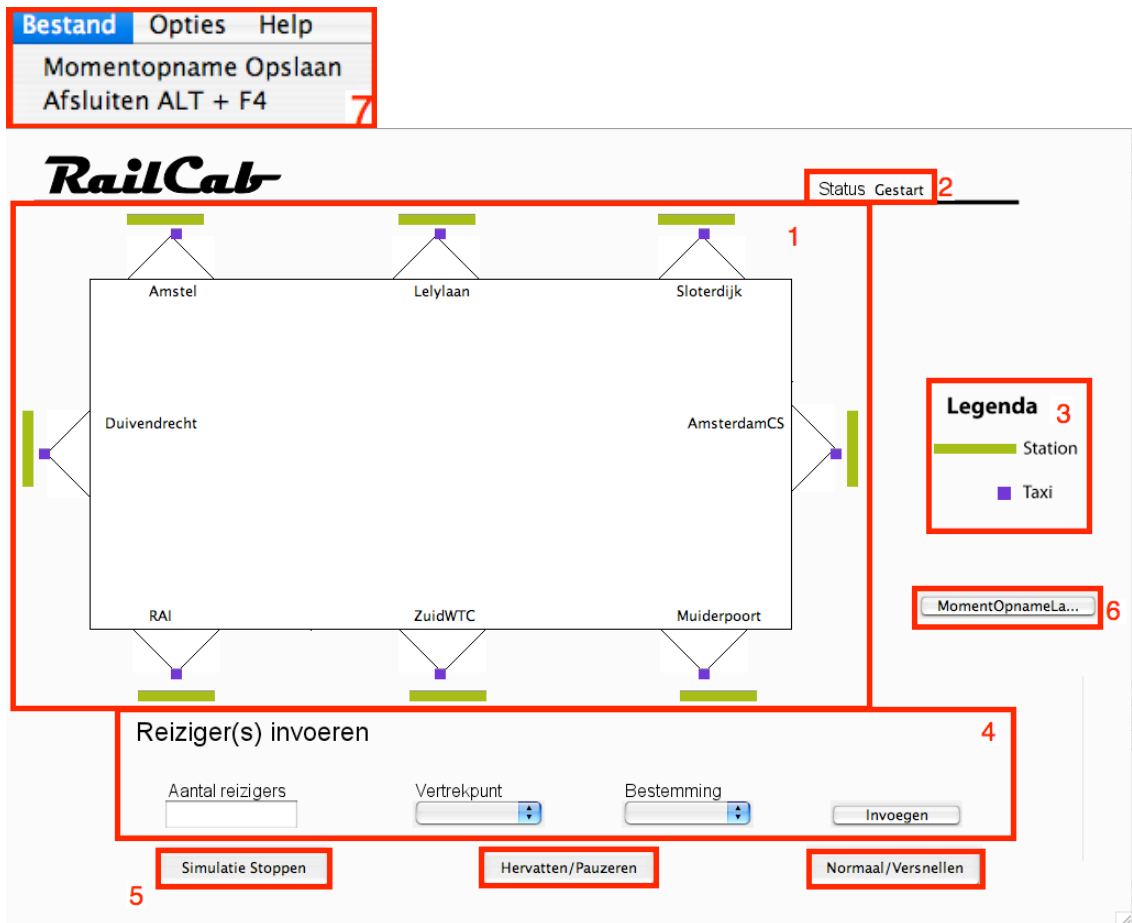 Bestand Opties Help
Momentopname Opslaan
Afsluiten ALT + F4
7
RailCab
Status Gestart
2
1
Amstel
Lelylaan
Sloterdijk
Duivendrecht
AmsterdamCS
Legenda
3
Station
Taxi
RAI
ZuidWTC
Muiderpoort
MomentOpnameLa...
6
Reiziger(s) invoeren
4
Aantal reizigers
Vertrekpunt
Bestemming
Invoegen
Simulatie Stoppen
Hervatten/Pauzeren
Normaal/Versnellen
5